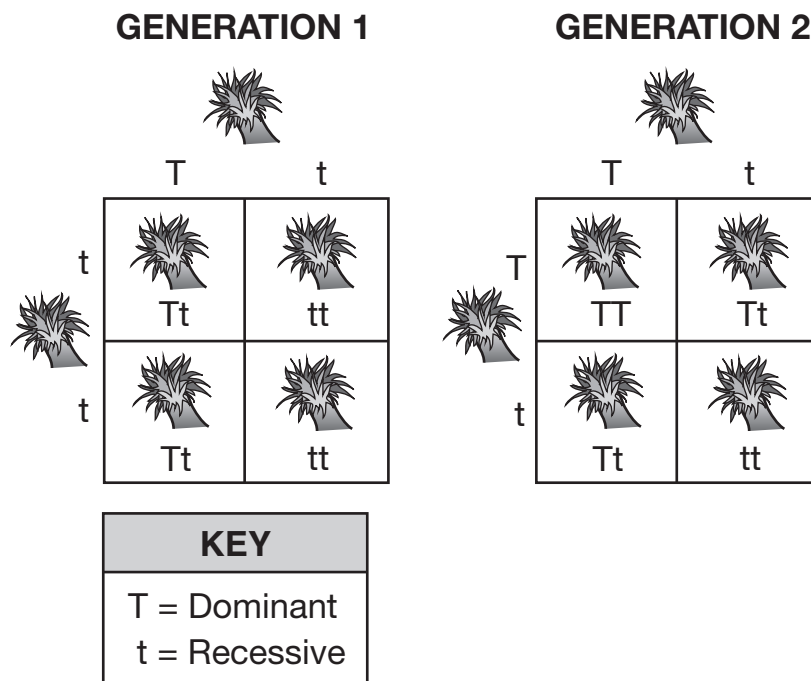 GENERATION 1
T t
t
Tt tt
t
Tt tt
GENERATION 2
T t
T
TT Tt
t
Tt tt
KEY
T = Dominant
t = Recessive